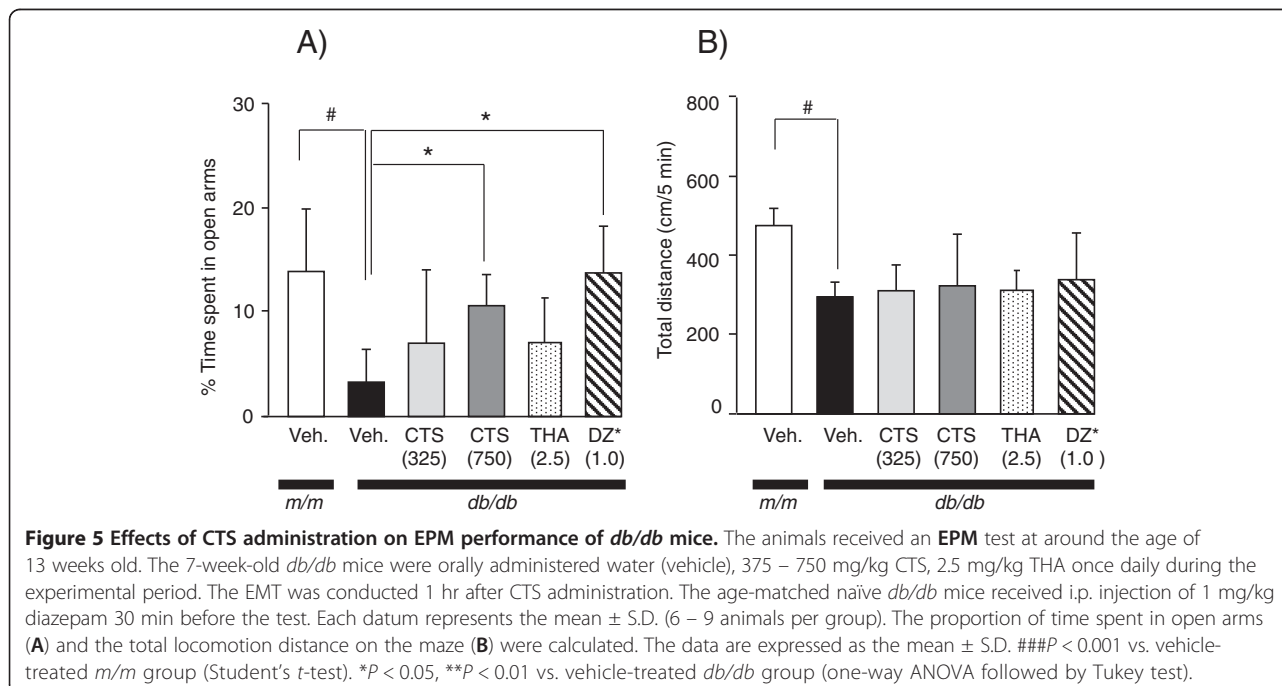 A)
B)
30
20
10
0
% Time spent in open arms
#
*
*
Veh.
Veh.
CTS
(325)
CTS
(750)
THA
(2.5)
DZ*
(1.0)
m/m
db/db
800
600
400
200
0
Total distance (cm/5 min)
#
Veh.
Veh.
CTS
(325)
CTS
(750)
THA
(2.5)
DZ*
(1.0 )
m/m
db/db
Figure 5 Effects of CTS administration on EPM performance of db/db mice. The animals received an EPM test at around the age of
13 weeks old. The 7-week-old db/db mice were orally administered water (vehicle), 375 – 750 mg/kg CTS, 2.5 mg/kg THA once daily during the
experimental period. The EMT was conducted 1 hr after CTS administration. The age-matched naïve db/db mice received i.p. injection of 1 mg/kg
diazepam 30 min before the test. Each datum represents the mean ± S.D. (6 – 9 animals per group). The proportion of time spent in open arms
(A) and the total locomotion distance on the maze (B) were calculated. The data are expressed as the mean ± S.D. ###P < 0.001 vs. vehicle-
treated m/m group (Student's t-test). *P < 0.05, **P < 0.01 vs. vehicle-treated db/db group (one-way ANOVA followed by Tukey test).